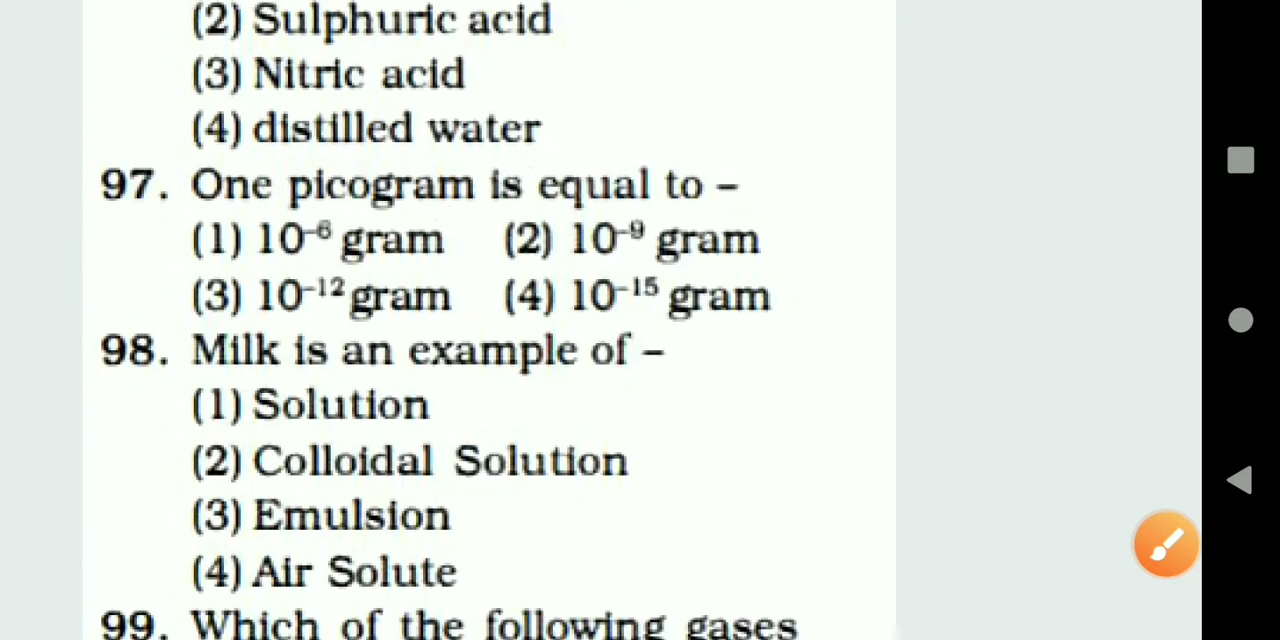 (2) Sulphuric acid
(3) Nitric acid
(4) distilled water
97. One picogram is equal to –
(1) 10⁻⁶ gram (2) 10⁻⁹ gram
(3) 10⁻¹² gram (4) 10⁻¹⁵ gram
98. Milk is an example of –
(1) Solution
(2) Colloidal Solution
(3) Emulsion
(4) Air Solute
99. Which of the following gases